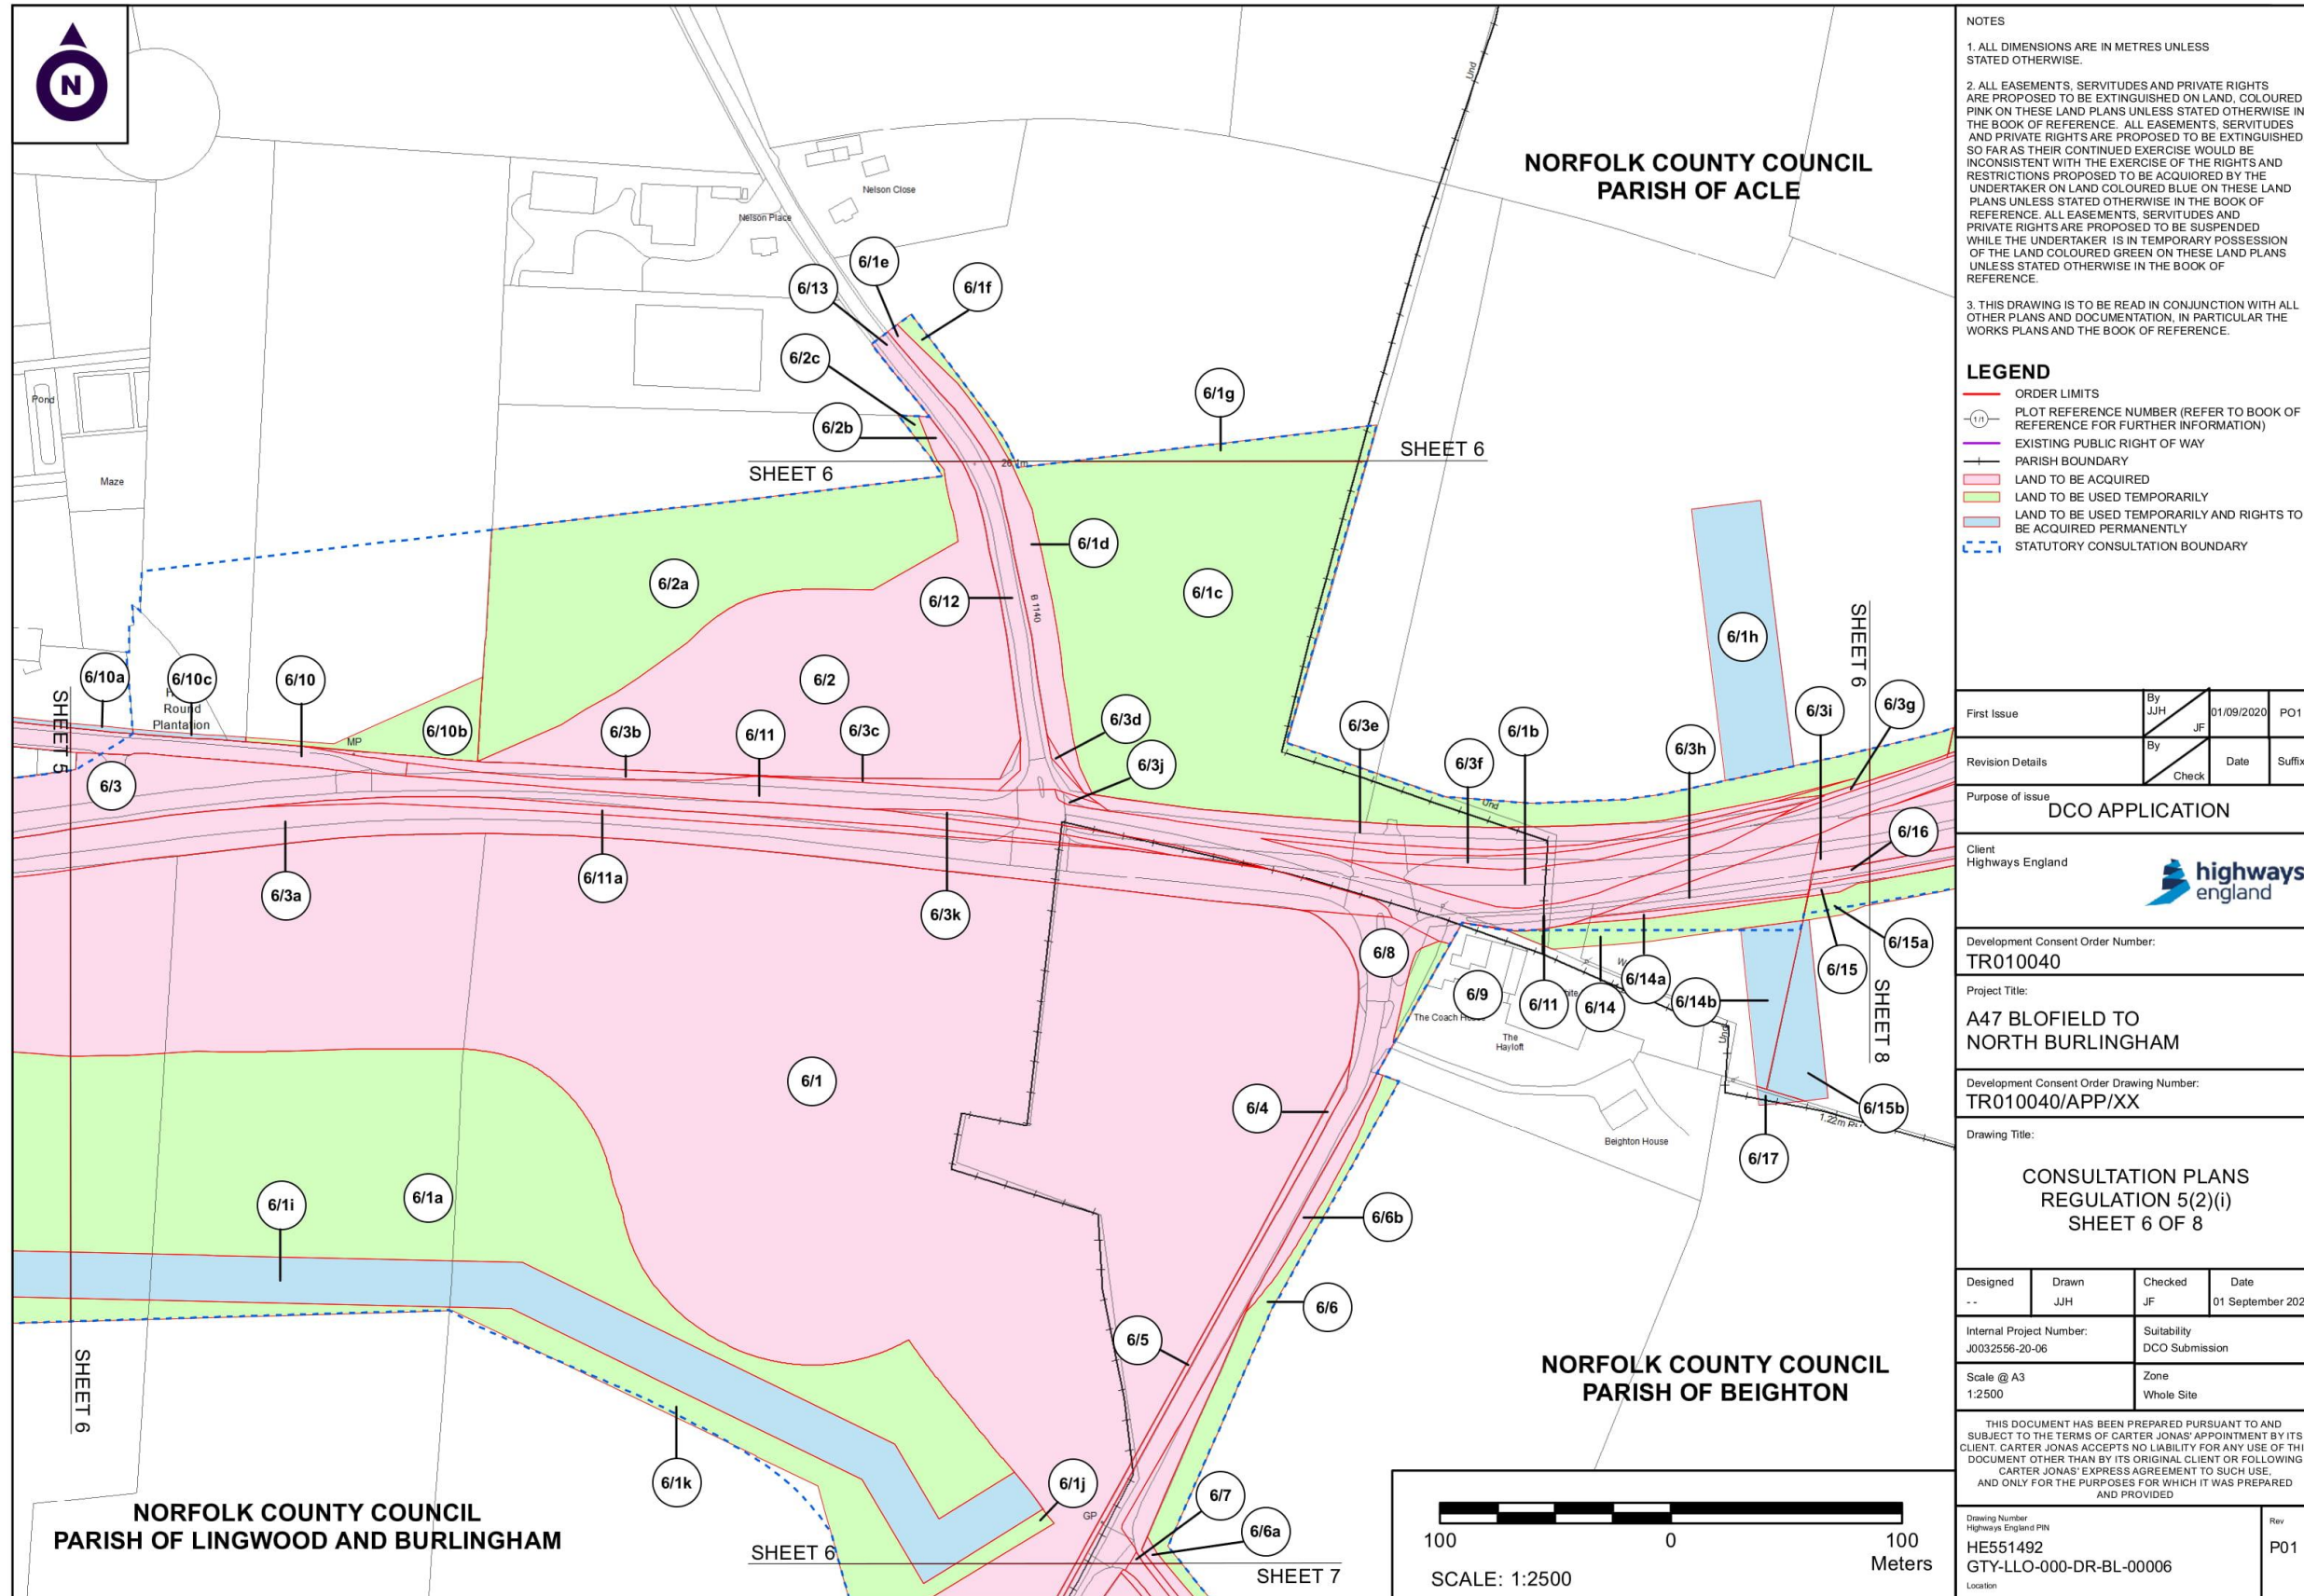 N
NORFOLK COUNTY COUNCIL
PARISH OF ACLE
Und
Nelson Close
Nelson Place
6/1e
6/13
6/1f
6/2c
6/2b
6/1g
SHEET 6
SHEET 6
26.1m
Pond
Maze
6/1d
6/2a
6/1c
6/12
B 1140
6/1h
SHEET 6
6/10a
6/10c
6/10
6/2
Round
Plantation
SHEET 5
MP
6/10b
6/3b
6/11
6/3c
6/3d
6/3j
6/3e
6/3f
6/1b
6/3h
6/3i
6/3g
6/3
Und
6/16
6/3a
6/11a
6/3k
6/8
6/9
6/11
6/14
6/14a
6/14b
6/15
6/15a
The Coach
The
Hayloft
Und
SHEET 8
6/1
6/4
6/15b
1.22m
Beighton House
6/17
6/1i
6/1a
6/6b
6/6
6/5
SHEET 6
NORFOLK COUNTY COUNCIL
PARISH OF BEIGHTON
6/1k
6/1j
GP
6/7
6/6a
NORFOLK COUNTY COUNCIL
PARISH OF LINGWOOD AND BURLINGHAM
SHEET 6
SHEET 7
100
0
100
Meters
SCALE: 1:2500
NOTES
1. ALL DIMENSIONS ARE IN METRES UNLESS
STATED OTHERWISE.
2. ALL EASEMENTS, SERVITUDES AND PRIVATE RIGHTS
ARE PROPOSED TO BE EXTINGUISHED ON LAND, COLOURED
PINK ON THESE LAND PLANS UNLESS STATED OTHERWISE IN
THE BOOK OF REFERENCE. ALL EASEMENTS, SERVITUDES
AND PRIVATE RIGHTS ARE PROPOSED TO BE EXTINGUISHED
SO FAR AS THEIR CONTINUED EXERCISE WOULD BE
INCONSISTENT WITH THE EXERCISE OF THE RIGHTS AND
RESTRICTIONS PROPOSED TO BE ACQUIORED BY THE
UNDERTAKER ON LAND COLOURED BLUE ON THESE LAND
PLANS UNLESS STATED OTHERWISE IN THE BOOK OF
REFERENCE. ALL EASEMENTS, SERVITUDES AND
PRIVATE RIGHTS ARE PROPOSED TO BE SUSPENDED
WHILE THE UNDERTAKER IS IN TEMPORARY POSSESSION
OF THE LAND COLOURED GREEN ON THESE LAND PLANS
UNLESS STATED OTHERWISE IN THE BOOK OF
REFERENCE.
3. THIS DRAWING IS TO BE READ IN CONJUNCTION WITH ALL
OTHER PLANS AND DOCUMENTATION, IN PARTICULAR THE
WORKS PLANS AND THE BOOK OF REFERENCE.
LEGEND
ORDER LIMITS
1/1
PLOT REFERENCE NUMBER (REFER TO BOOK OF
REFERENCE FOR FURTHER INFORMATION)
EXISTING PUBLIC RIGHT OF WAY
PARISH BOUNDARY
LAND TO BE ACQUIRED
LAND TO BE USED TEMPORARILY
LAND TO BE USED TEMPORARILY AND RIGHTS TO
BE ACQUIRED PERMANENTLY
STATUTORY CONSULTATION BOUNDARY
First Issue
By
JJH
JF
01/09/2020
PO1
Revision Details
By
Check
Date
Suffix
Purpose of issue
DCO APPLICATION
Client
Highways England
highways
england
Development Consent Order Number:
TR010040
Project Title:
A47 BLOFIELD TO
NORTH BURLINGHAM
Development Consent Order Drawing Number:
TR010040/APP/XX
Drawing Title:
CONSULTATION PLANS
REGULATION 5(2)(i)
SHEET 6 OF 8
Designed
- -
Drawn
JJH
Checked
JF
Date
01 September 202
Internal Project Number:
J0032556-20-06
Suitability
DCO Submission
Scale @ A3
1:2500
Zone
Whole Site
THIS DOCUMENT HAS BEEN PREPARED PURSUANT TO AND
SUBJECT TO THE TERMS OF CARTER JONAS' APPOINTMENT BY ITS
CLIENT. CARTER JONAS ACCEPTS NO LIABILITY FOR ANY USE OF THI
DOCUMENT OTHER THAN BY ITS ORIGINAL CLIENT OR FOLLOWING
CARTER JONAS' EXPRESS AGREEMENT TO SUCH USE,
AND ONLY FOR THE PURPOSES FOR WHICH IT WAS PREPARED
AND PROVIDED
Drawing Number
Highways England PIN
HE551492
GTY-LLO-000-DR-BL-00006
Location
Rev
P01